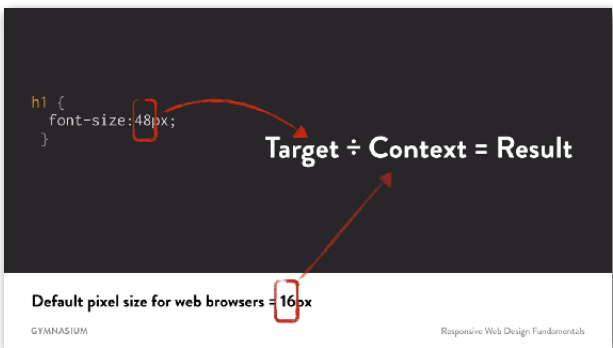 h1 {
font-size:48px;
}
Target ÷ Context = Result
Default pixel size for web browsers = 16px
GYMNASIUM
Responsive Web Design Fundamentals